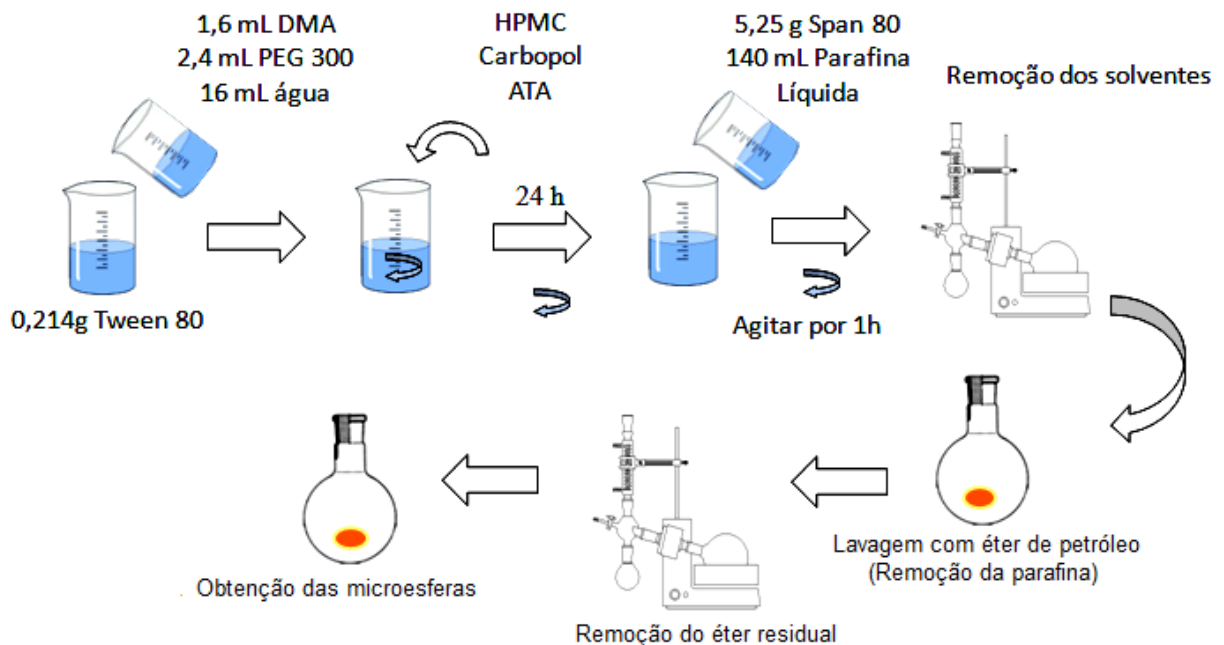 1,6 mL DMA
2,4 mL PEG 300
16 mL água
HPMC
Carbopol
ATA
5,25 g Span 80
140 mL Parafina
Líquida
Remoção dos solventes
24 h
0,214g Tween 80
Agitar por 1h
Lavagem com éter de petróleo
(Remoção da parafina)
. Obtenção das microesferas
Remoção do éter residual